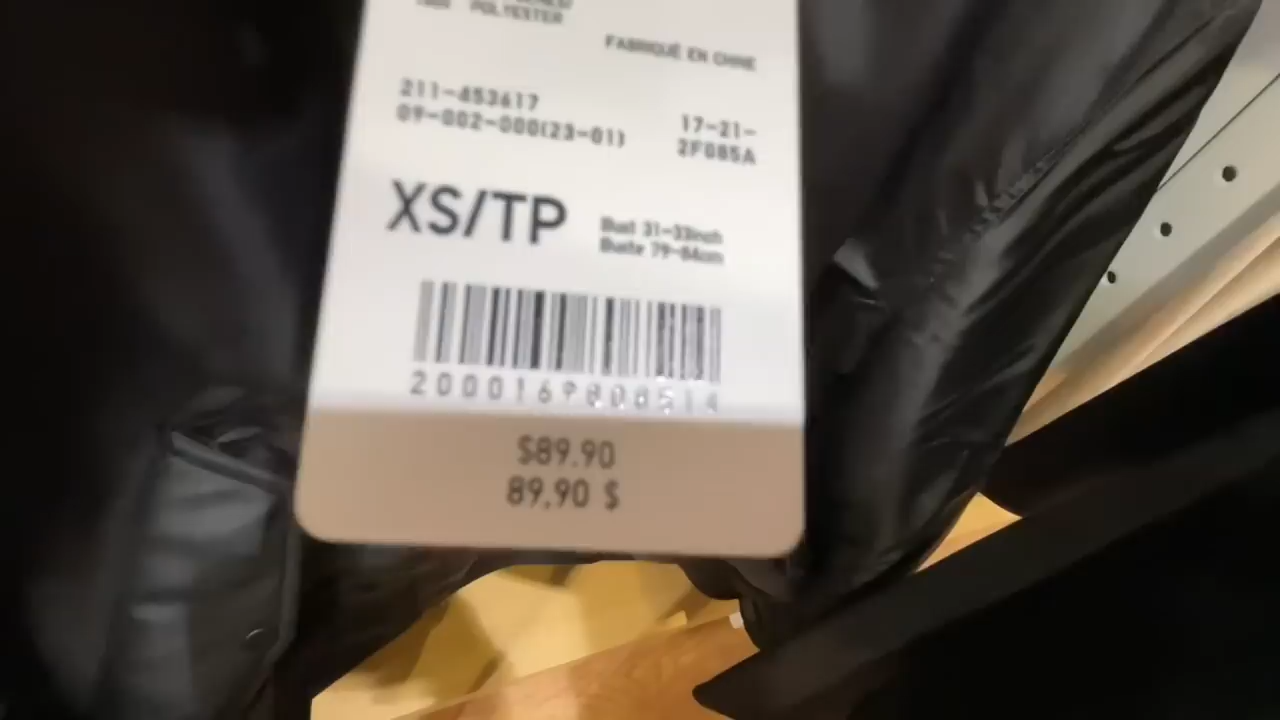 POLYESTER
FABRIQUÉ EN CHINE
211-453617
09-002-000(23-01)
17-21-
2F085A
XS/TP
Bust 31-33inch
Buste 79-84cm
2000169808514
$89.90
89,90 $